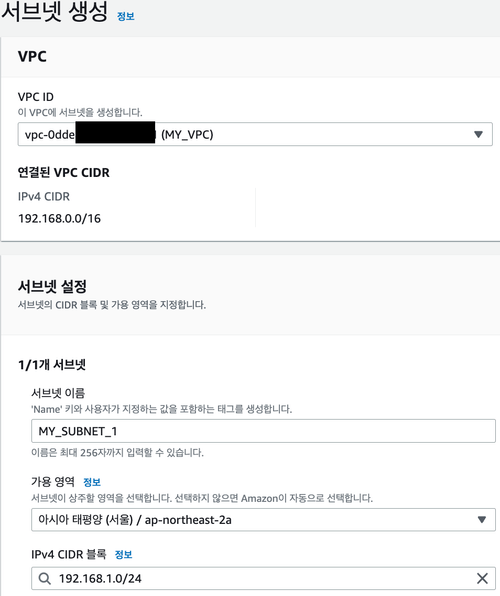 서브넷 생성 정보
VPC
VPC ID
이 VPC에 서브넷을 생성합니다.
vpc-0dde (MY_VPC)
연결된 VPC CIDR
IPv4 CIDR
192.168.0.0/16
서브넷 설정
서브넷의 CIDR 블록 및 가용 영역을 지정합니다.
1/1개 서브넷
서브넷 이름
'Name' 키와 사용자가 지정하는 값을 포함하는 태그를 생성합니다.
MY_SUBNET_1
이름은 최대 256자까지 입력할 수 있습니다.
가용 영역 정보
서브넷이 상주할 영역을 선택합니다. 선택하지 않으면 Amazon이 자동으로 선택합니다.
아시아 태평양 (서울) / ap-northeast-2a
IPv4 CIDR 블록 정보
192.168.1.0/24